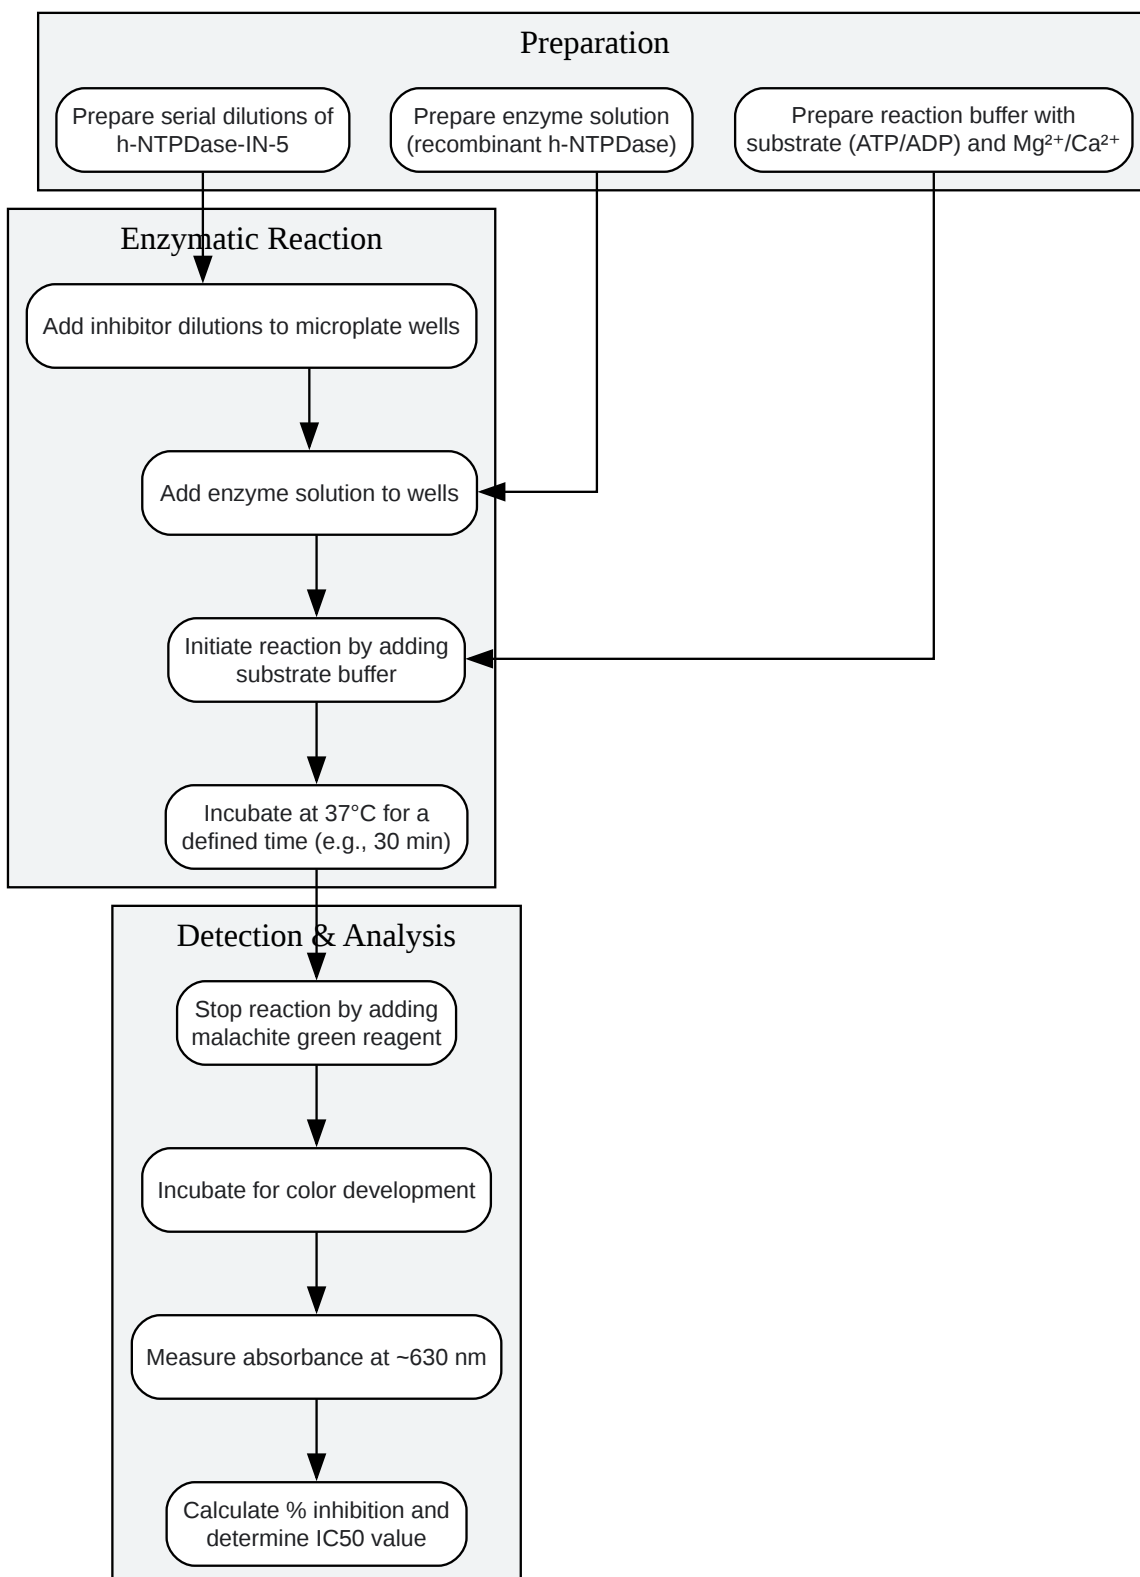 Preparation
Prepare serial dilutions of
h-NTPDase-IN-5
Prepare enzyme solution
(recombinant h-NTPDase)
Prepare reaction buffer with
substrate (ATP/ADP) and Mg²⁺/Ca²⁺
Enzymatic Reaction
Add inhibitor dilutions to microplate wells
Add enzyme solution to wells
Initiate reaction by adding
substrate buffer
Incubate at 37°C for a
defined time (e.g., 30 min)
Detection & Analysis
Stop reaction by adding
malachite green reagent
Incubate for color development
Measure absorbance at ~630 nm
Calculate % inhibition and
determine IC50 value